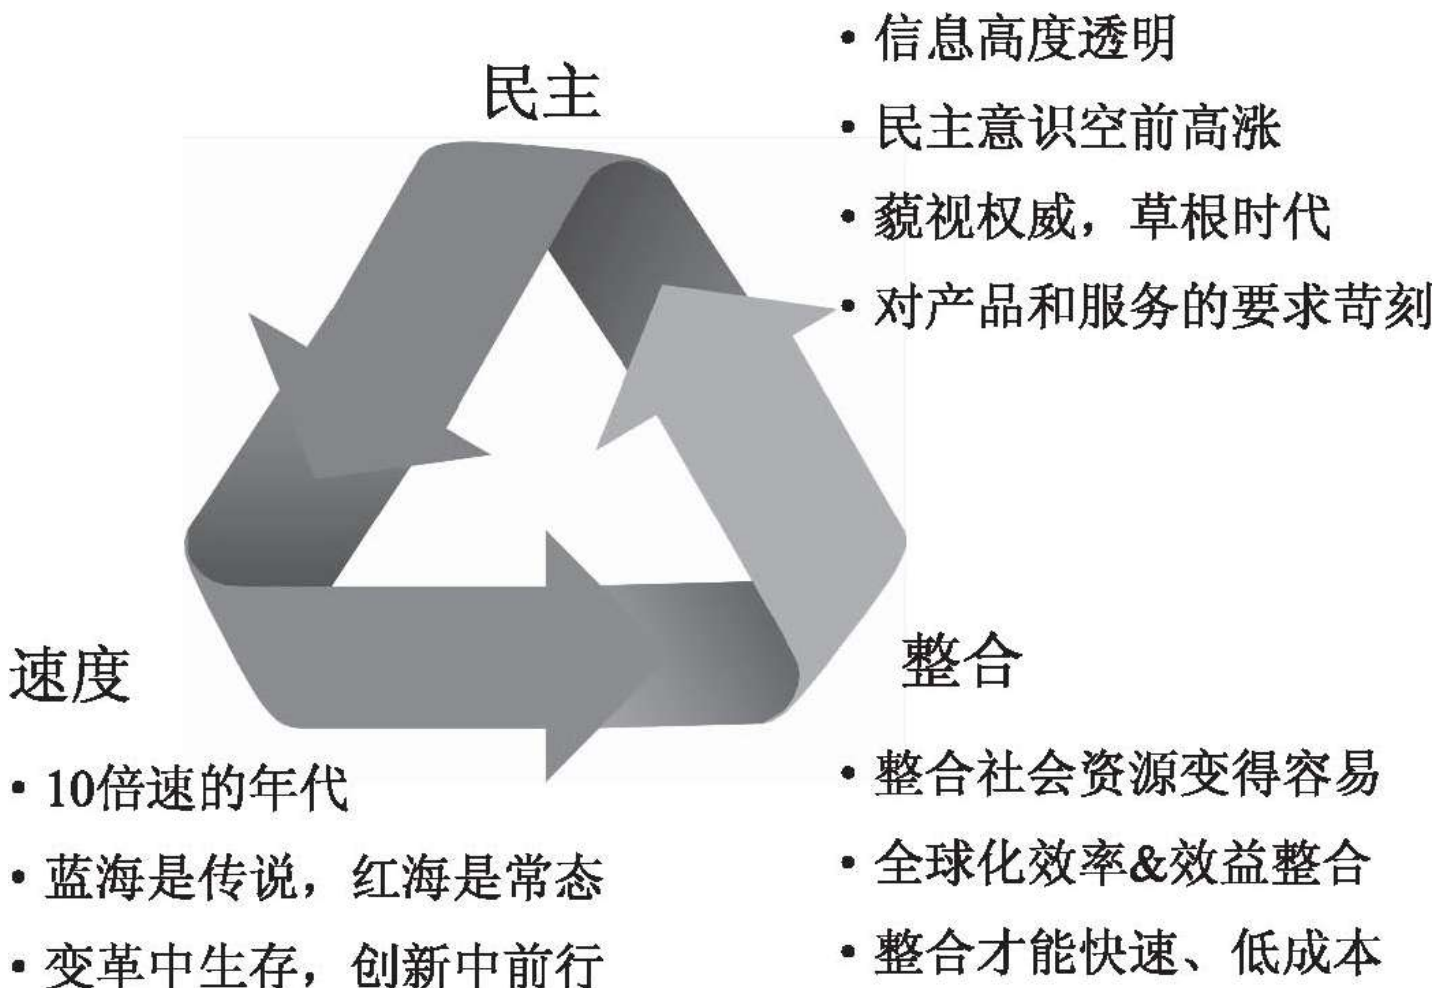 民主
• 信息高度透明
• 民主意识空前高涨
• 藐视权威，草根时代
• 对产品和服务的要求苛刻
速度
• 10倍速的年代
• 蓝海是传说，红海是常态
• 变革中生存，创新中前行
整合
• 整合社会资源变得容易
• 全球化效率&效益整合
• 整合才能快速、低成本